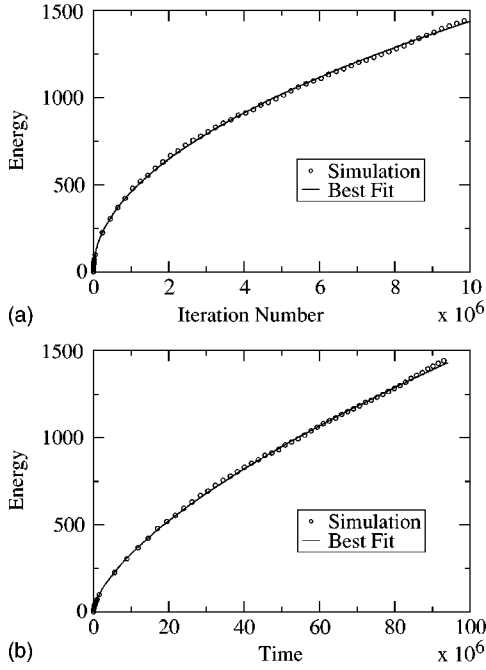 1500
1000
500
0
Energy
Simulation
Best Fit
0 2 4 6 8 10
(a) Iteration Number x 10^6
1500
1000
500
0
Energy
Simulation
Best Fit
0 20 40 60 80 100
(b) Time x 10^6